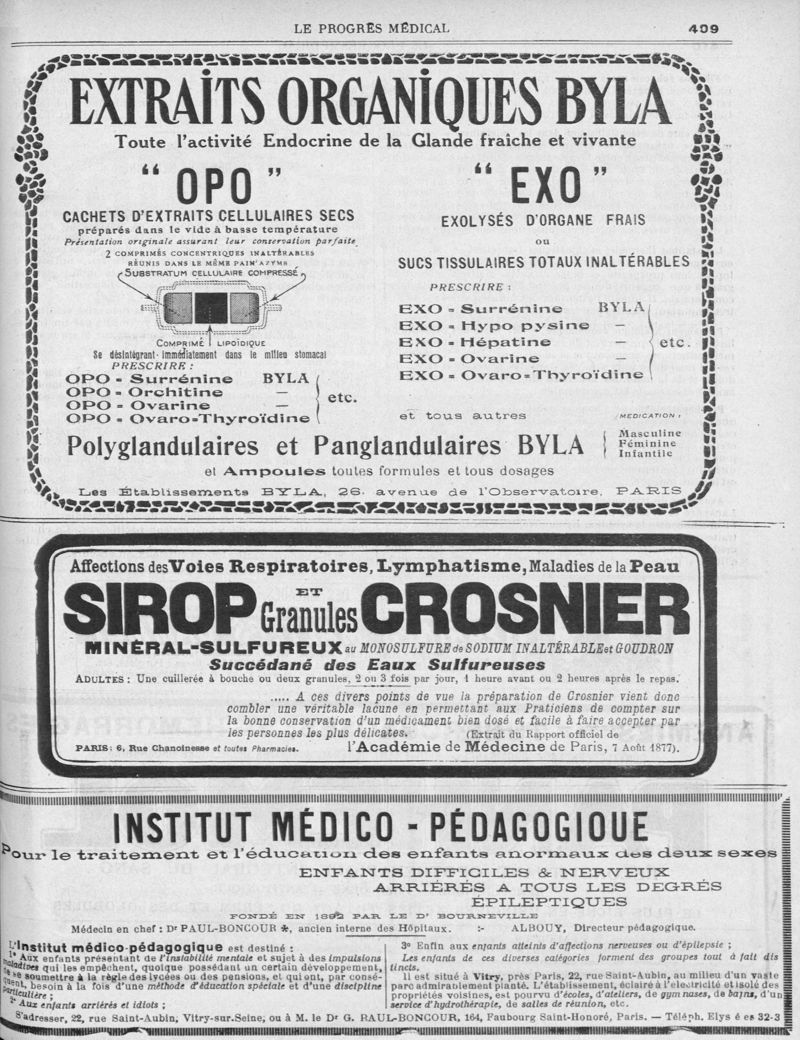 LE PROGRÈS MÉDICAL 409
EXTRAITS ORGANIQUES BYLA
Toute l'activité Endocrine de la Glande fraîche et vivante
“ OPO ”
CACHETS D'EXTRAITS CELLULAIRES SECS
préparés dans le vide à basse température
Présentation originale assurant leur conservation parfaite
2 COMPRIMÉS CONCENTRIQUES INALTÉRABLES
RÉUNIS DANS LE MÊME PAIN AZYME
SUBSTRATUM CELLULAIRE COMPRESSÉ
COMPRIMÉ LIPOÏDIQUE
Se désintégrant immédiatement dans le milieu stomacal
PRESCRIRE :
OPO = Surrénine BYLA
OPO = Orchitine —
OPO = Ovarine —
OPO = Ovaro=Thyroïdine
etc.
“ EXO ”
EXOLYSÉS D'ORGANE FRAIS
ou
SUCS TISSULAIRES TOTAUX INALTÉRABLES
PRESCRIRE :
EXO = Surrénine BYLA
EXO = Hypo pysine —
EXO = Hépatine —
EXO = Ovarine —
EXO = Ovaro=Thyroïdine
etc.
et tous autres
Polyglandulaires et Panglandulaires BYLA
MEDICATION :
Masculine
Féminine
Infantile
et Ampoules toutes formules et tous dosages
Les Établissements BYLA, 26, avenue de l'Observatoire, PARIS
Affections des Voies Respiratoires, Lymphatisme, Maladies de la Peau
SIROP ET Granules CROSNIER
MINÉRAL-SULFUREUX au MONOSULFURE de SODIUM INALTÉRABLE et GOUDRON
Succédané des Eaux Sulfureuses
ADULTES : Une cuillerée à bouche ou deux granules, 2 ou 3 fois par jour, 1 heure avant ou 2 heures après le repas.
..... A ces divers points de vue la préparation de Crosnier vient donc
combler une véritable lacune en permettant aux Praticiens de compter sur
la bonne conservation d'un médicament bien dosé et facile à faire accepter par
les personnes les plus délicates. (Extrait du Rapport officiel de
PARIS : 6, Rue Chanoinesse et toutes Pharmacies. l'Académie de Médecine de Paris, 7 Août 1877).
INSTITUT MÉDICO - PÉDAGOGIQUE
Pour le traitement et l'éducation des enfants anormaux des deux sexes
ENFANTS DIFFICILES & NERVEUX
ARRIÉRÉS A TOUS LES DEGRÉS
ÉPILEPTIQUES
FONDÉ EN 1892 PAR LE Dr BOURNEVILLE
Médecin en chef : Dr PAUL-BONCOUR *, ancien interne des Hôpitaux. :- ALBOUY, Directeur pédagogique.
L'Institut médico-pédagogique est destiné :
1° Aux enfants présentant de l'instabilité mentale et sujet à des impulsions
maladives qui les empêchent, quoique possédant un certain développement,
de se soumettre à la règle des lycées ou des pensions, et qui ont, par consé-
quent, besoin à la fois d'une méthode d'éducation spéciale et d'une discipline
particulière ;
2° Aux enfants arriérés et idiots ;
3° Enfin aux enfants atteints d'affections nerveuses ou d'épilepsie ;
Les enfants de ces diverses catégories forment des groupes tout à fait dis
tincts.
Il est situé à Vitry, près Paris, 22, rue Saint-Aubin, au milieu d'un vaste
parc admirablement planté. L'établissement, éclairé à l'électricité et isolé des
propriétés voisines, est pourvu d'écoles, d'ateliers, de gymnases, de bains, d'un
service d'hydrothérapie, de salles de réunion, etc.
S'adresser, 22, rue Saint-Aubin, Vitry-sur-Seine, ou à M. le Dr G. RAUL-BONCOUR, 164, Faubourg Saint-Honoré, Paris. — Téléph. Elys é es 32-3